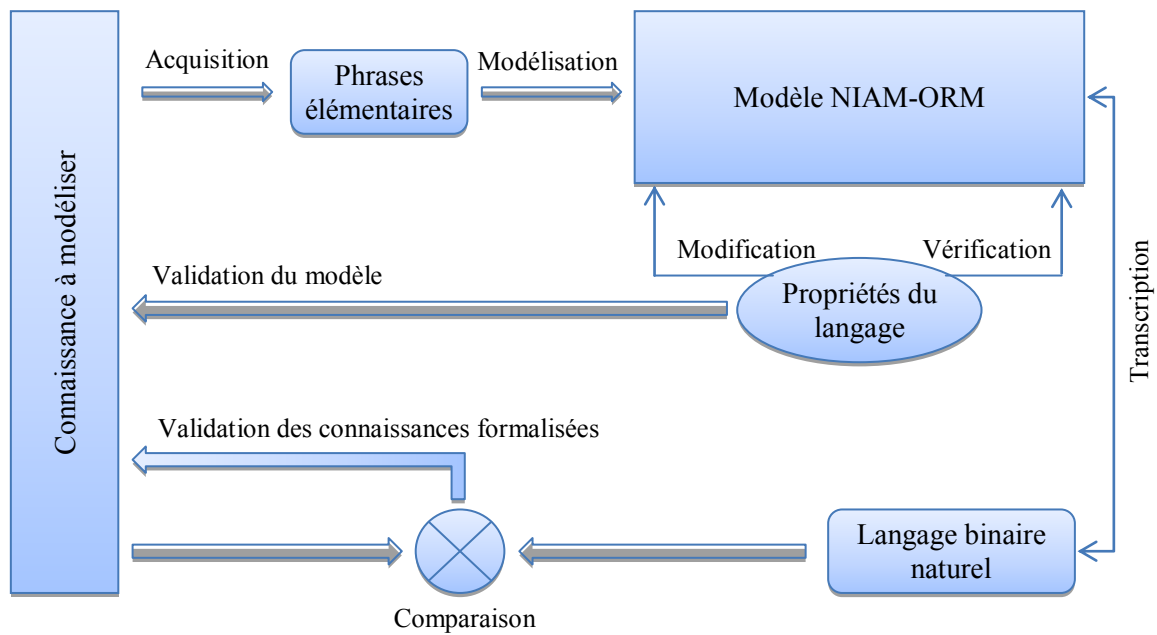 Connaissance à modéliser
Acquisition
Phrases
élémentaires
Modélisation
Modèle NIAM-ORM
Modification
Vérification
Propriétés du
langage
Validation du modèle
Transcription
Validation des connaissances formalisées
Comparaison
Langage binaire
naturel